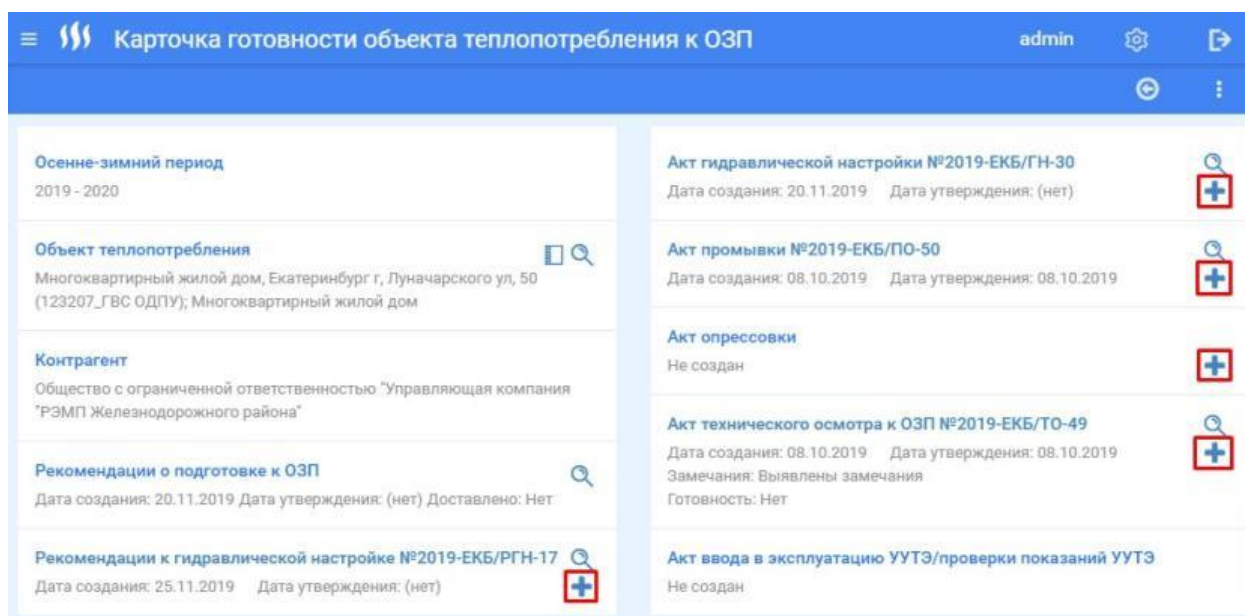 Карточка готовности объекта теплопотребления к ОЗП
admin
Осенне-зимний период
2019 - 2020
Объект теплопотребления
Многоквартирный жилой дом, Екатеринбург г, Луначарского ул, 50
(123207_ГВС ОДПУ); Многоквартирный жилой дом
Контрагент
Общество с ограниченной ответственностью "Управляющая компания
"РЭМП Железнодорожного района"
Рекомендации о подготовке к ОЗП
Дата создания: 20.11.2019 Дата утверждения: (нет) Доставлено: Нет
Рекомендации к гидравлической настройке №2019-ЕКБ/РГН-17
Дата создания: 25.11.2019 Дата утверждения: (нет)
Акт гидравлической настройки №2019-ЕКБ/ГН-30
Дата создания: 20.11.2019 Дата утверждения: (нет)
Акт промывки №2019-ЕКБ/ПО-50
Дата создания: 08.10.2019 Дата утверждения: 08.10.2019
Акт опрессовки
Не создан
Акт технического осмотра к ОЗП №2019-ЕКБ/ТО-49
Дата создания: 08.10.2019 Дата утверждения: 08.10.2019
Замечания: Выявлены замечания
Готовность: Нет
Акт ввода в эксплуатацию УУТЭ/проверки показаний УУТЭ
Не создан